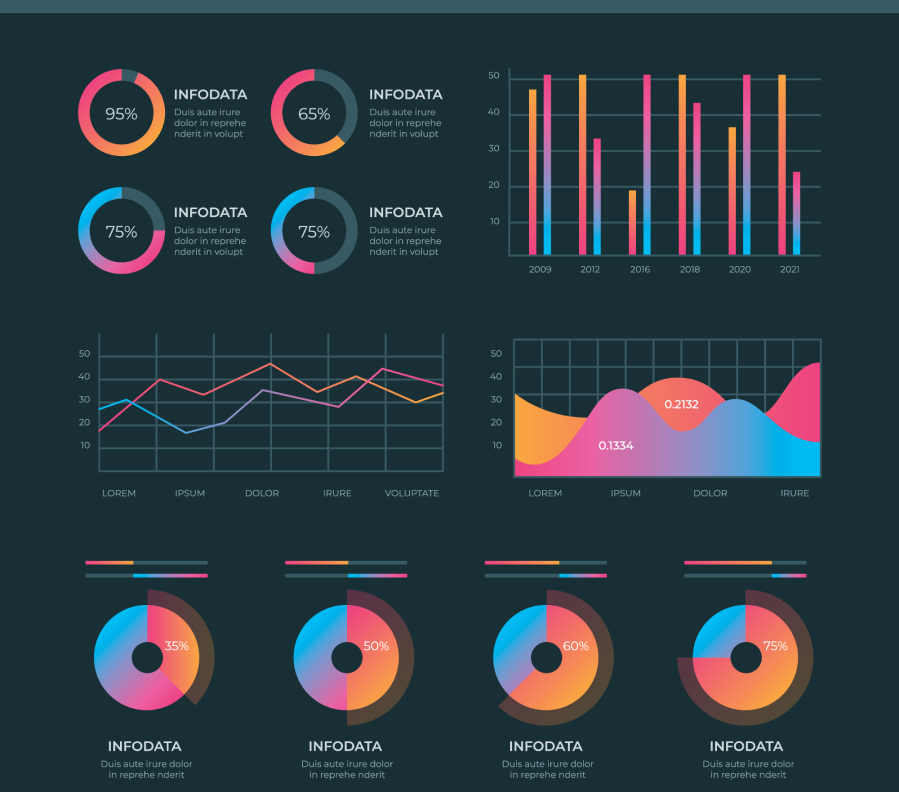 95%
INFODATA
Duis aute irure
dolor in reprehe
nderit in volupt
65%
INFODATA
Duis aute irure
dolor in reprehe
nderit in volupt
75%
INFODATA
Duis aute irure
dolor in reprehe
nderit in volupt
75%
INFODATA
Duis aute irure
dolor in reprehe
nderit in volupt
50
40
30
20
10
2009 2012 2016 2018 2020 2021
50
40
30
20
10
LOREM IPSUM DOLOR IRURE VOLUPTATE
50
40
30
20
10
0.2132
0.1334
LOREM IPSUM DOLOR IRURE
35%
INFODATA
Duis aute irure dolor
in reprehe nderit
50%
INFODATA
Duis aute irure dolor
in reprehe nderit
60%
INFODATA
Duis aute irure dolor
in reprehe nderit
75%
INFODATA
Duis aute irure dolor
in reprehe nderit